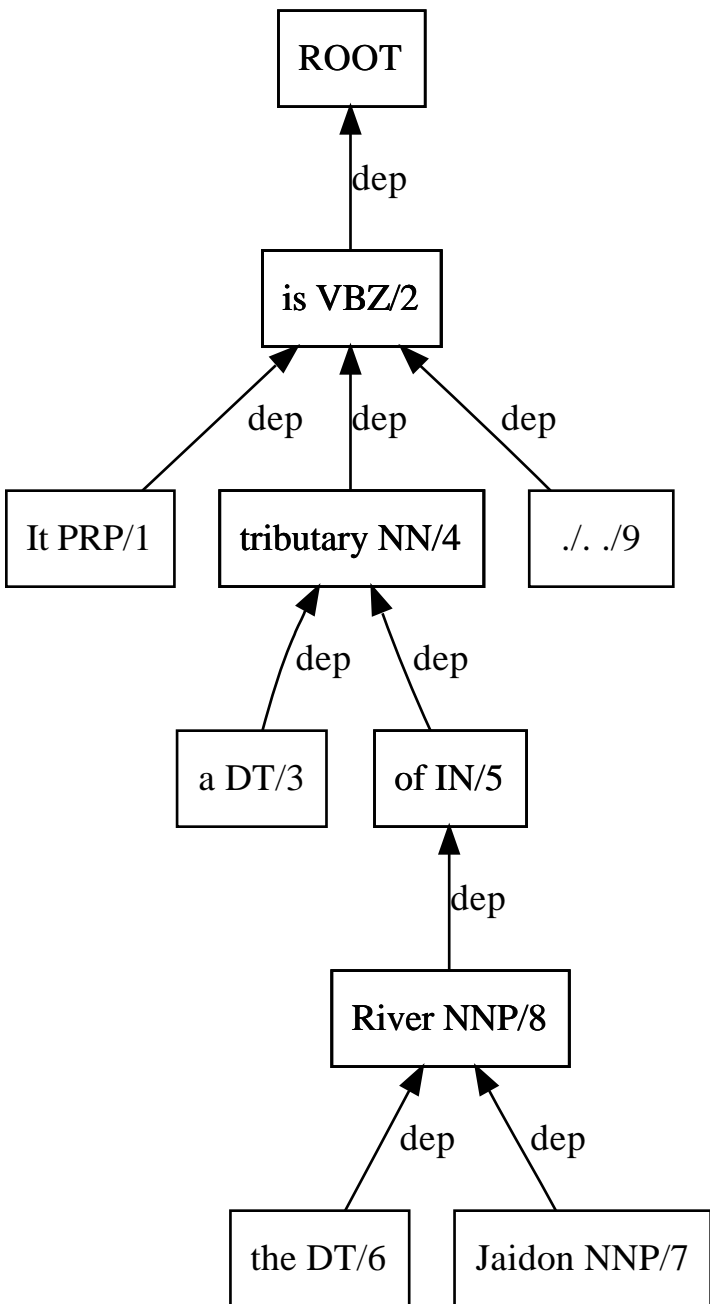 ROOT
dep
is VBZ/2
dep dep dep
It PRP/1 tributary NN/4 ./. ./9
dep dep
a DT/3 of IN/5
dep
River NNP/8
dep dep
the DT/6 Jaidon NNP/7